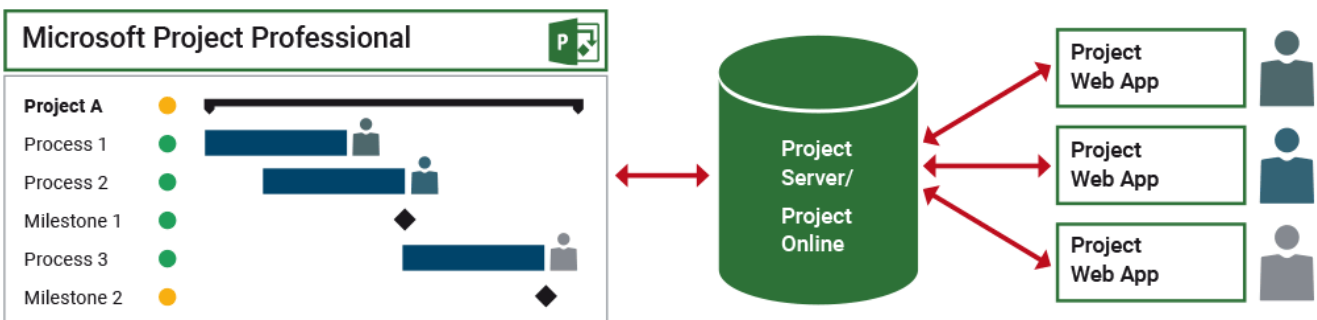 Microsoft Project Professional
P
Project A
Process 1
Process 2
Milestone 1
Process 3
Milestone 2
Project
Server/
Project
Online
Project
Web App
Project
Web App
Project
Web App